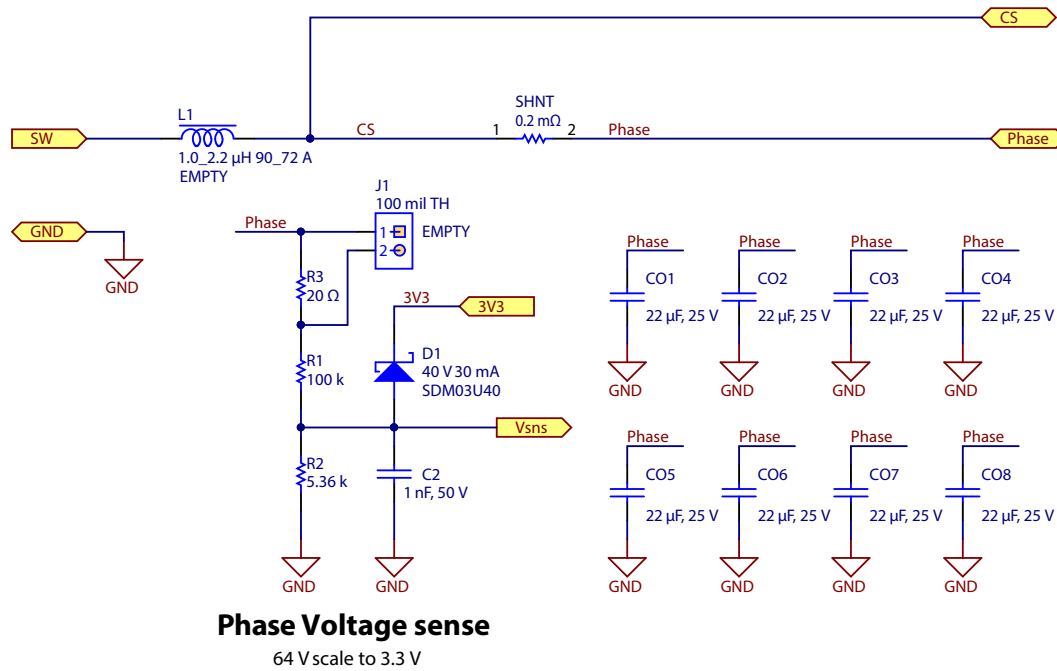 CS
L1
SW
1.0_2.2 µH 90_72 A
EMPTY
CS
SHNT
0.2 mΩ
1
2
Phase
Phase
GND
GND
Phase
J1
100 mil TH
1
2
EMPTY
R3
20 Ω
3V3
3V3
R1
100 k
D1
40 V 30 mA
SDM03U40
Vsns
R2
5.36 k
C2
1 nF, 50 V
GND
GND
Phase
CO1
22 µF, 25 V
GND
Phase
CO2
22 µF, 25 V
GND
Phase
CO3
22 µF, 25 V
GND
Phase
CO4
22 µF, 25 V
GND
Phase
CO5
22 µF, 25 V
GND
Phase
CO6
22 µF, 25 V
GND
Phase
CO7
22 µF, 25 V
GND
Phase
CO8
22 µF, 25 V
GND
Phase Voltage sense
64 V scale to 3.3 V